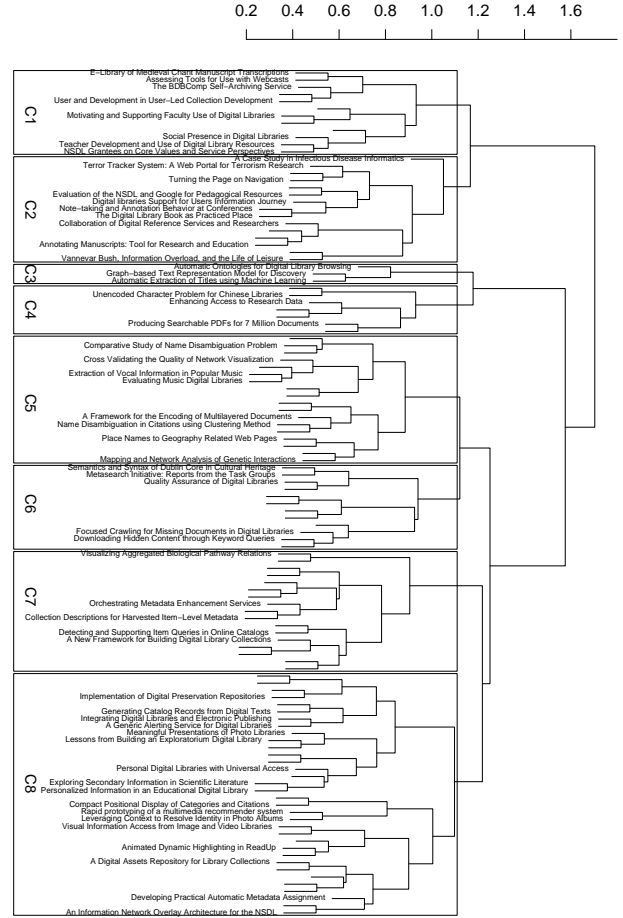 0.2 0.4 0.6 0.8 1.0 1.2 1.4 1.6
C1
E−Library of Medieval Chant Manuscript Transcriptions
Assessing Tools for Use with Webcasts
The BDBComp Self−Archiving Service
User and Development in User−Led Collection Development
Motivating and Supporting Faculty Use of Digital Libraries
Social Presence in Digital Libraries
Teacher Development and Use of Digital Library Resources
NSDL Grantees on Core Values and Service Perspectives
C2
A Case Study in Infectious Disease Informatics
Terror Tracker System: A Web Portal for Terrorism Research
Turning the Page on Navigation
Evaluation of the NSDL and Google for Pedagogical Resources
Digital libraries Support for Users Information Journey
Note−taking and Annotation Behavior at Conferences
The Digital Library Book as Practiced Place
Collaboration of Digital Reference Services and Researchers
Annotating Manuscripts: Tool for Research and Education
Vannevar Bush, Information Overload, and the Life of Leisure
C3
Automatic Ontologies for Digital Library Browsing
Graph−based Text Representation Model for Discovery
Automatic Extraction of Titles using Machine Learning
C4
Unencoded Character Problem for Chinese Libraries
Enhancing Access to Research Data
Producing Searchable PDFs for 7 Million Documents
C5
Comparative Study of Name Disambiguation Problem
Cross Validating the Quality of Network Visualization
Extraction of Vocal Information in Popular Music
Evaluating Music Digital Libraries
A Framework for the Encoding of Multilayered Documents
Name Disambiguation in Citations using Clustering Method
Place Names to Geography Related Web Pages
Mapping and Network Analysis of Genetic Interactions
C6
Semantics and Syntax of Dublin Core in Cultural Heritage
Metasearch Initiative: Reports from the Task Groups
Quality Assurance of Digital Libraries
Focused Crawling for Missing Documents in Digital Libraries
Downloading Hidden Content through Keyword Queries
C7
Visualizing Aggregated Biological Pathway Relations
Orchestrating Metadata Enhancement Services
Collection Descriptions for Harvested Item−Level Metadata
Detecting and Supporting Item Queries in Online Catalogs
A New Framework for Building Digital Library Collections
C8
Implementation of Digital Preservation Repositories
Generating Catalog Records from Digital Texts
Integrating Digital Libraries and Electronic Publishing
A Generic Alerting Service for Digital Libraries
Meaningful Presentations of Photo Libraries
Lessons from Building an Exploratorium Digital Library
Personal Digital Libraries with Universal Access
Exploring Secondary Information in Scientific Literature
Personalized Information in an Educational Digital Library
Compact Positional Display of Categories and Citations
Rapid prototyping of a multimedia recommender system
Leveraging Context to Resolve Identity in Photo Albums
Visual Information Access from Image and Video Libraries
Animated Dynamic Highlighting in ReadUp
A Digital Assets Repository for Library Collections
Developing Practical Automatic Metadata Assignment
An Information Network Overlay Architecture for the NSDL